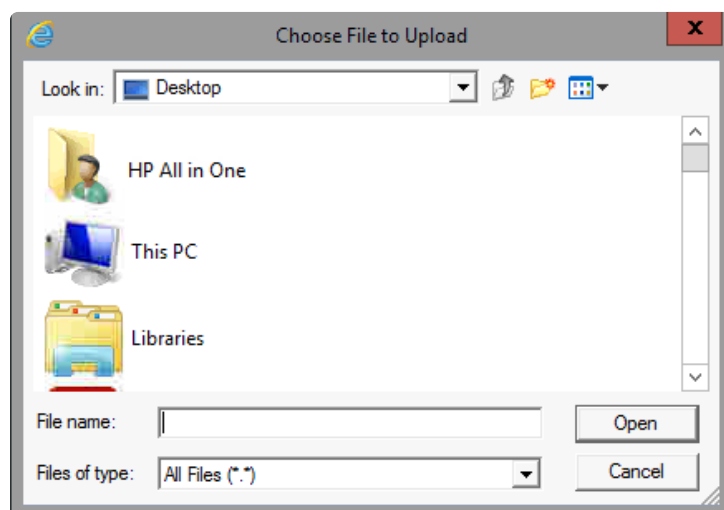 Choose File to Upload
x
Look in: Desktop
HP All in One
This PC
Libraries
File name:
Open
Files of type: All Files (*.*)
Cancel